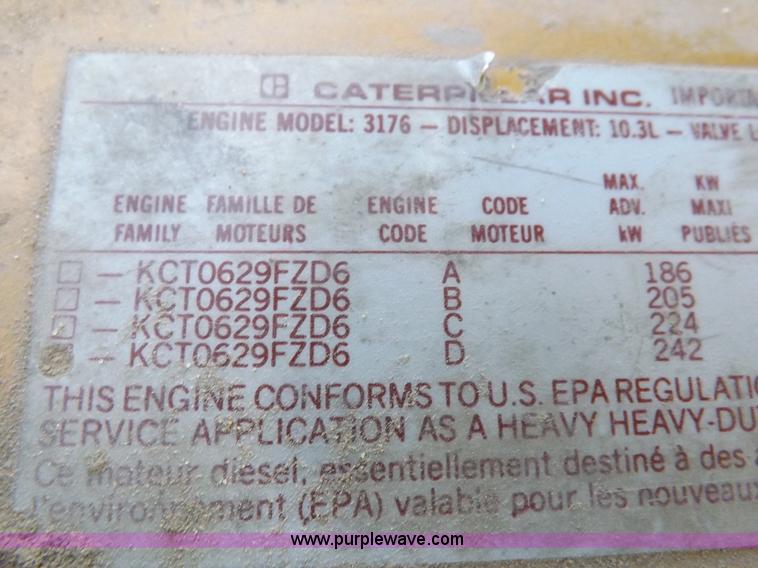 CATERPILLAR INC. IMPORTA
ENGINE MODEL: 3176 – DISPLACEMENT: 10.3L – VALVE L
MAX. KW
ENGINE FAMILLE DE ENGINE CODE ADV. MAXI
FAMILY MOTEURS CODE MOTEUR kW PUBLIÉS
– KCT0629FZD6 A 186
– KCT0629FZD6 B 205
– KCT0629FZD6 C 224
– KCT0629FZD6 D 242
THIS ENGINE CONFORMS TO U.S. EPA REGULATIO
SERVICE APPLICATION AS A HEAVY HEAVY-DU
Ce moteur diesel, essentiellement destiné à des a
l'environnement (EPA) valable pour les nouveaux
www.purplewave.com